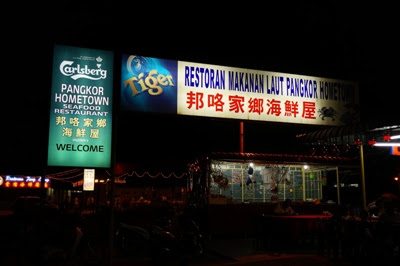 Carlsberg
PANGKOR
HOMETOWN
SEAFOOD
RESTAURANT
邦咯家鄉
海鮮屋
WELCOME
Tiger
RESTORAN MAKANAN LAUT PANGKOR HOMETOWN
邦咯家鄉海鮮屋